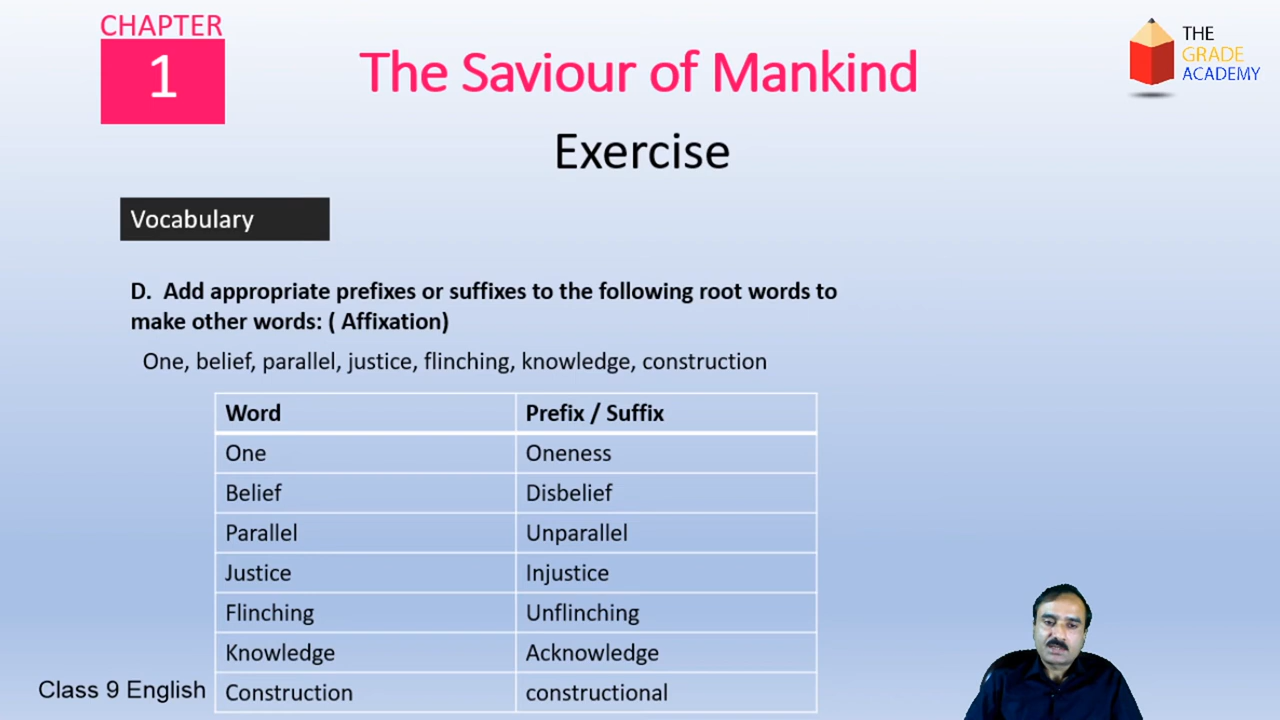 CHAPTER
1
The Saviour of Mankind
THE
GRADE
ACADEMY
Exercise
Vocabulary
D. Add appropriate prefixes or suffixes to the following root words to
make other words: ( Affixation)
One, belief, parallel, justice, flinching, knowledge, construction
Word Prefix / Suffix
One Oneness
Belief Disbelief
Parallel Unparallel
Justice Injustice
Flinching Unflinching
Knowledge Acknowledge
Construction constructional
Class 9 English